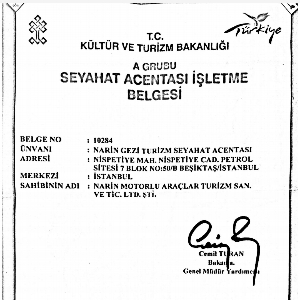 Türkiye
T.C.
KÜLTÜR VE TURİZM BAKANLIĞI
A GRUBU
SEYAHAT ACENTASI İŞLETME
BELGESİ
BELGE NO : 10284
ÜNVANI : NARİN GEZİ TURİZM SEYAHAT ACENTASI
ADRESİ : NİSPETİYE MAH. NİSPETİYE CAD. PETROL
SİTESİ 7 BLOK NO:50/B BEŞİKTAŞ/İSTANBUL
MERKEZİ : İSTANBUL
SAHİBİNİN ADI : NARİN MOTORLU ARAÇLAR TURİZM SAN.
VE TİC. LTD. ŞTİ.
Cemil TURAN
Bakan a.
Genel Müdür Yardımcısı